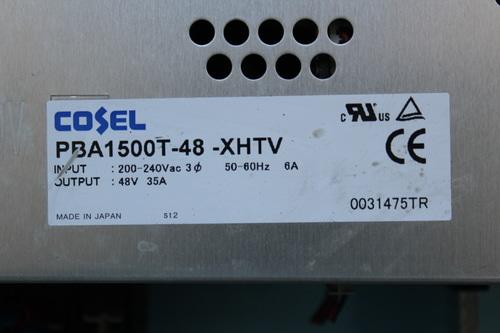 COSEL
PBA1500T-48 -XHTV
INPUT : 200-240Vac 3ϕ 50-60Hz 6A
OUTPUT : 48V 35A
MADE IN JAPAN 512
c RU US
CE
0031475TR